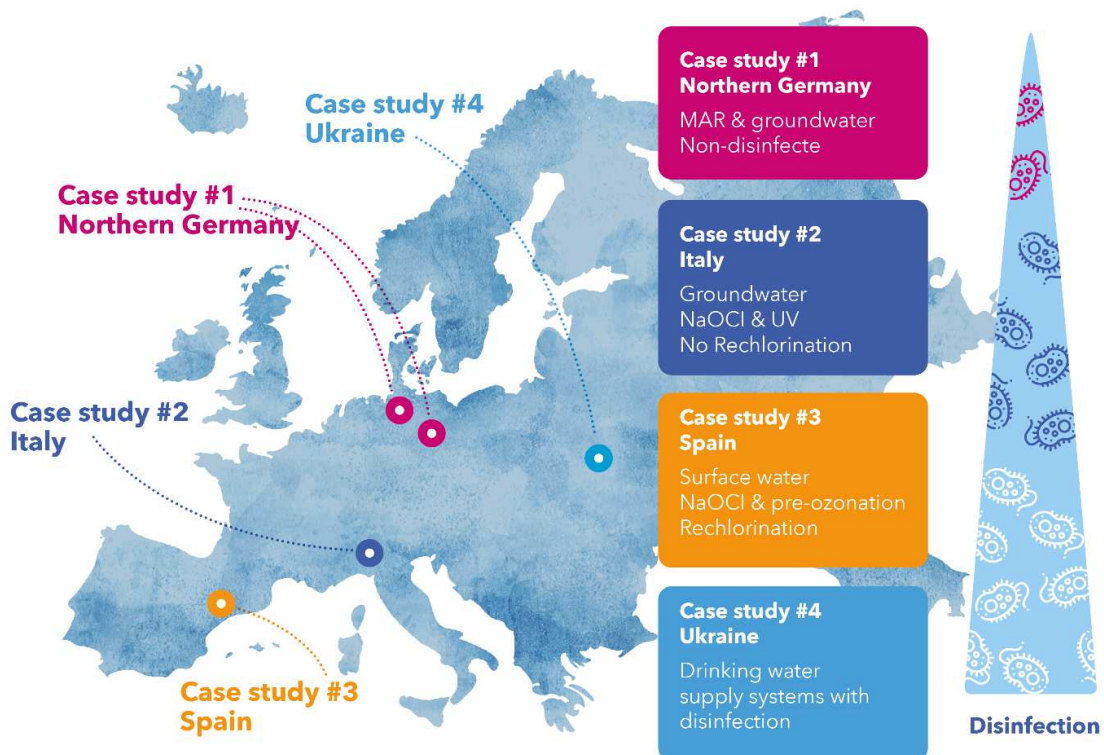 Case study #4
Ukraine
Case study #1
Northern Germany
Case study #2
Italy
Case study #3
Spain
Case study #1
Northern Germany
MAR & groundwater
Non-disinfecte
Case study #2
Italy
Groundwater
NaOCI & UV
No Rechlorination
Case study #3
Spain
Surface water
NaOCI & pre-ozonation
Rechlorination
Case study #4
Ukraine
Drinking water
supply systems with
disinfection
Disinfection